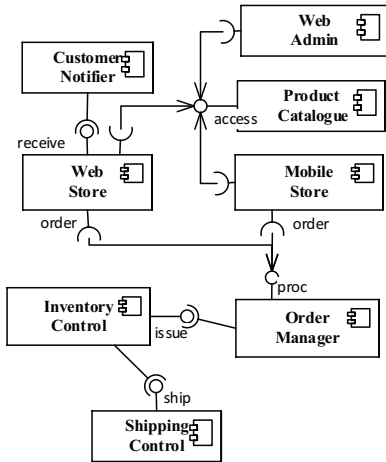 Customer
Notifier
Web
Admin
Product
Catalogue
access
receive
Web
Store
Mobile
Store
order
order
proc
Inventory
Control
issue
Order
Manager
ship
Shipping
Control